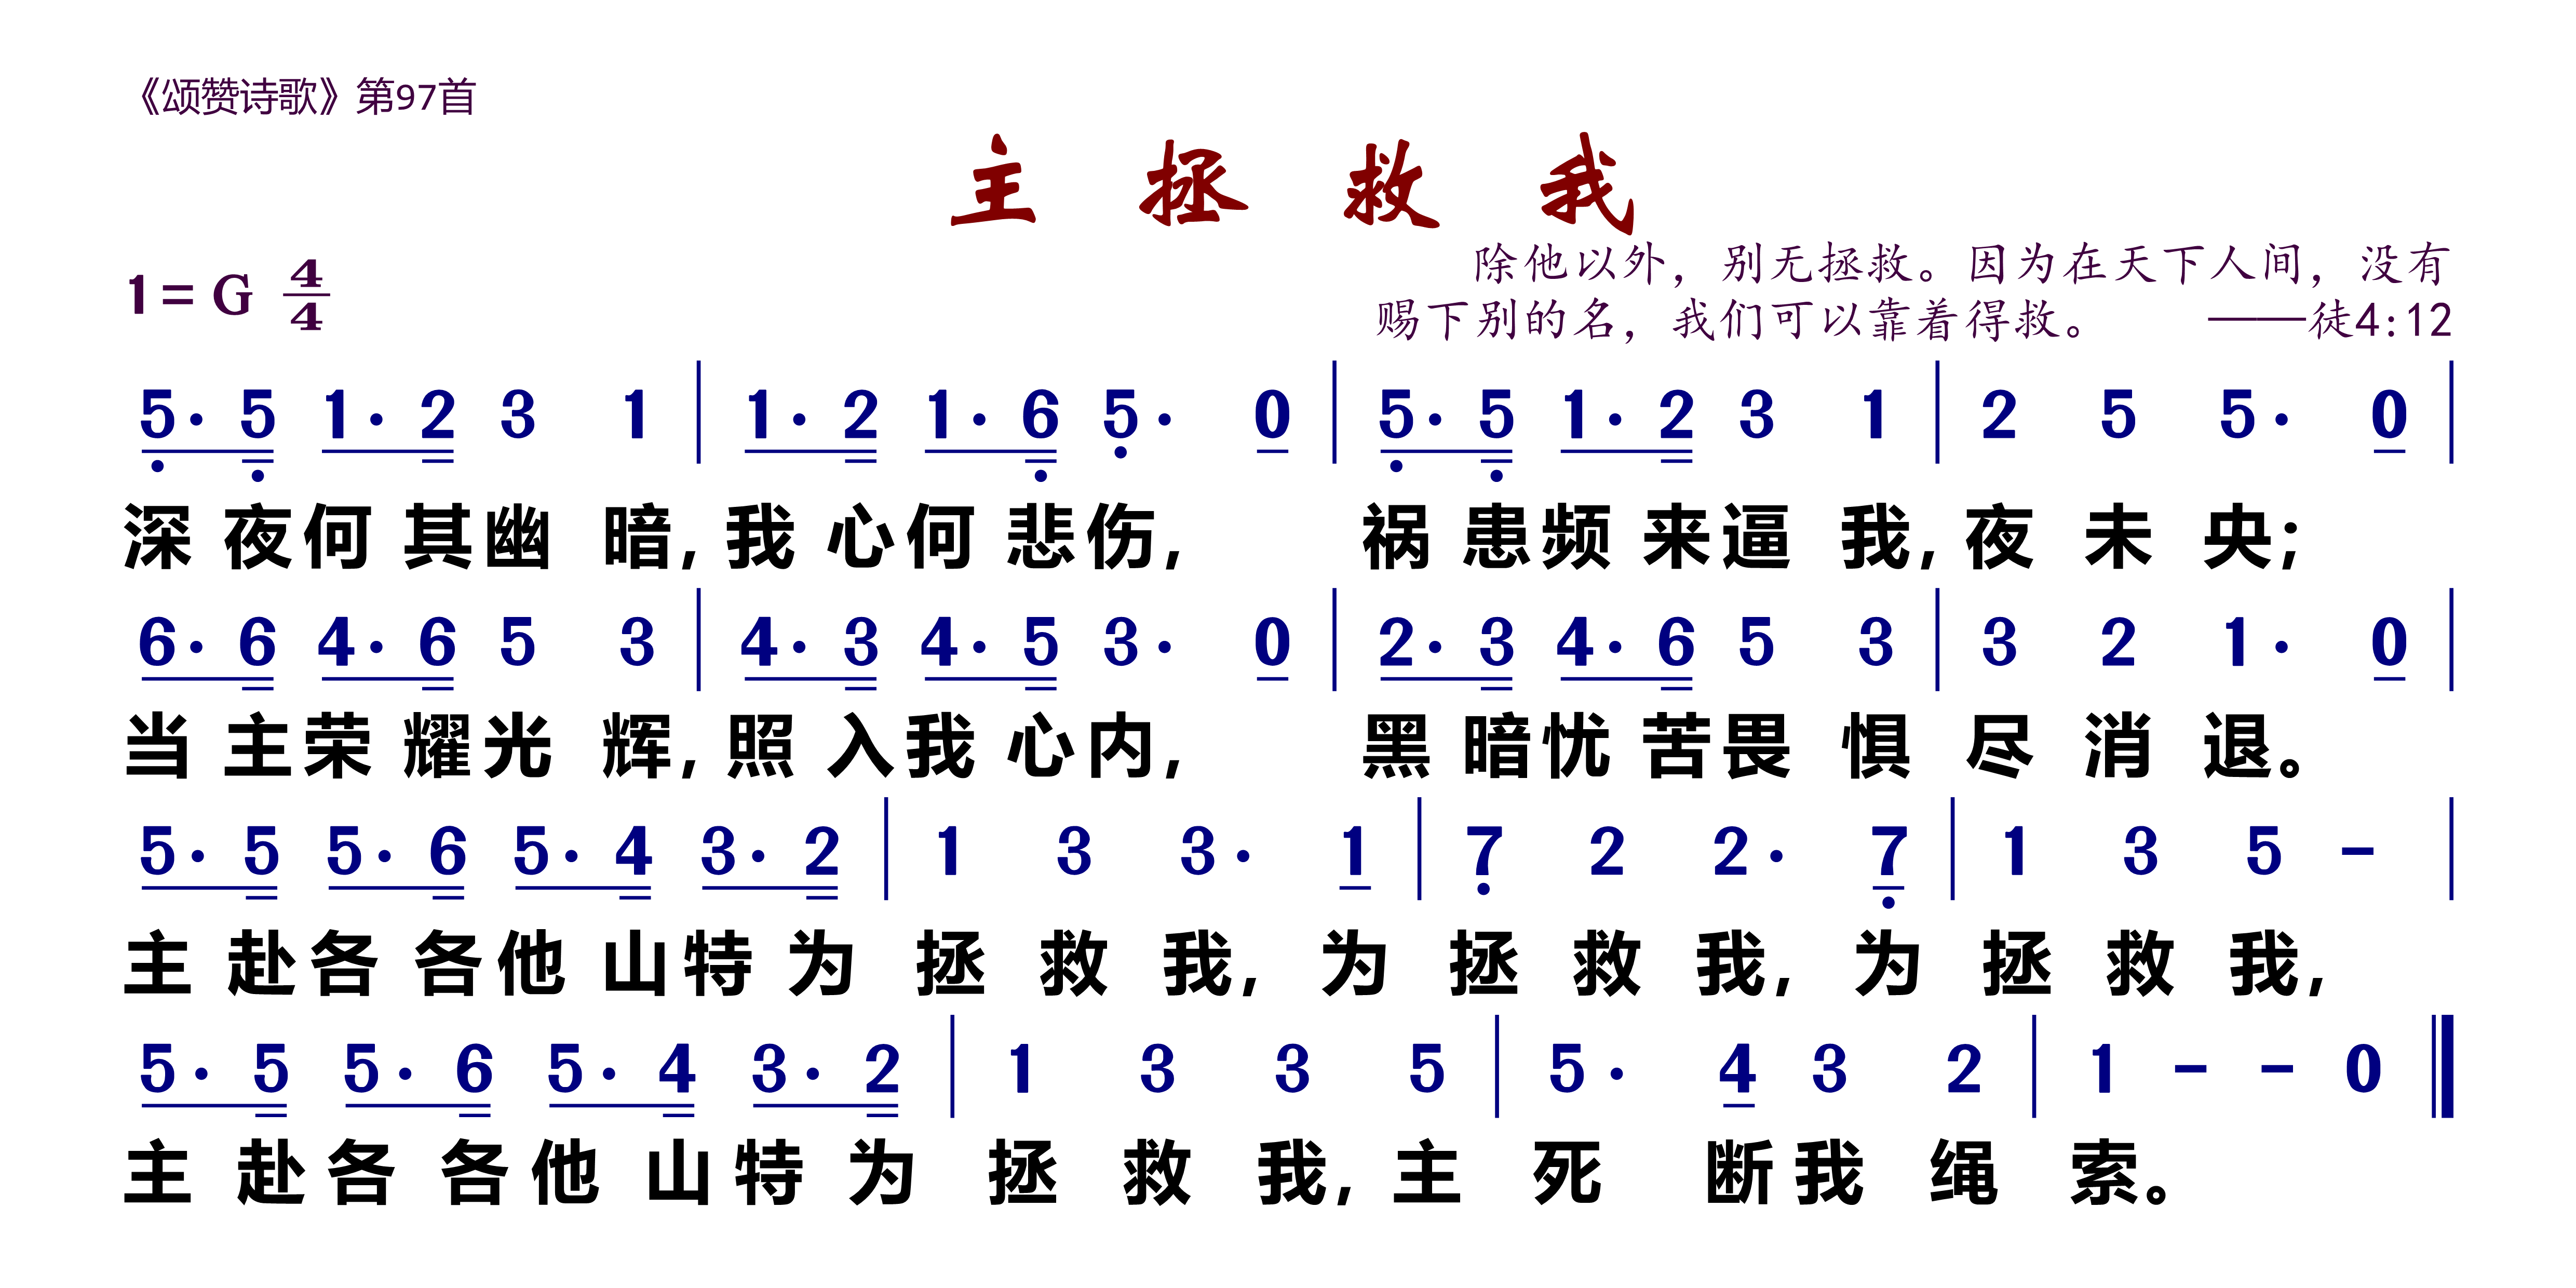 《颂赞诗歌》第97首
主 拯 救 我
除他以外，别无拯救。因为在天下人间，没有
1= G 4/4
赐下别的名，我们可以靠着得救。 ——徒4:12
5· 5 1· 2 3 1 | 1· 2 1· 6 5· 0 | 5· 5 1· 2 3 1 | 2 5 5· 0 |
深夜何其幽暗,我心何悲伤, 祸患频来逼我,夜未央;
6· 6 4· 6 5 3 | 4· 3 4· 5 3· 0 | 2· 3 4· 6 5 3 | 3 2 1· 0 |
当主荣耀光辉,照入我心内, 黑暗忧苦畏惧尽消退。
5· 5 5· 6 5· 4 3· 2 | 1 3 3· 1 | 7 2 2· 7 | 1 3 5 - |
主赴各各他山特为拯救我,为拯救我,为拯救我,
5· 5 5· 6 5· 4 3· 2 | 1 3 3 5 | 5· 4 3 2 | 1 - - 0 ‖
主赴各各他山特为拯救我,主死断我绳索。